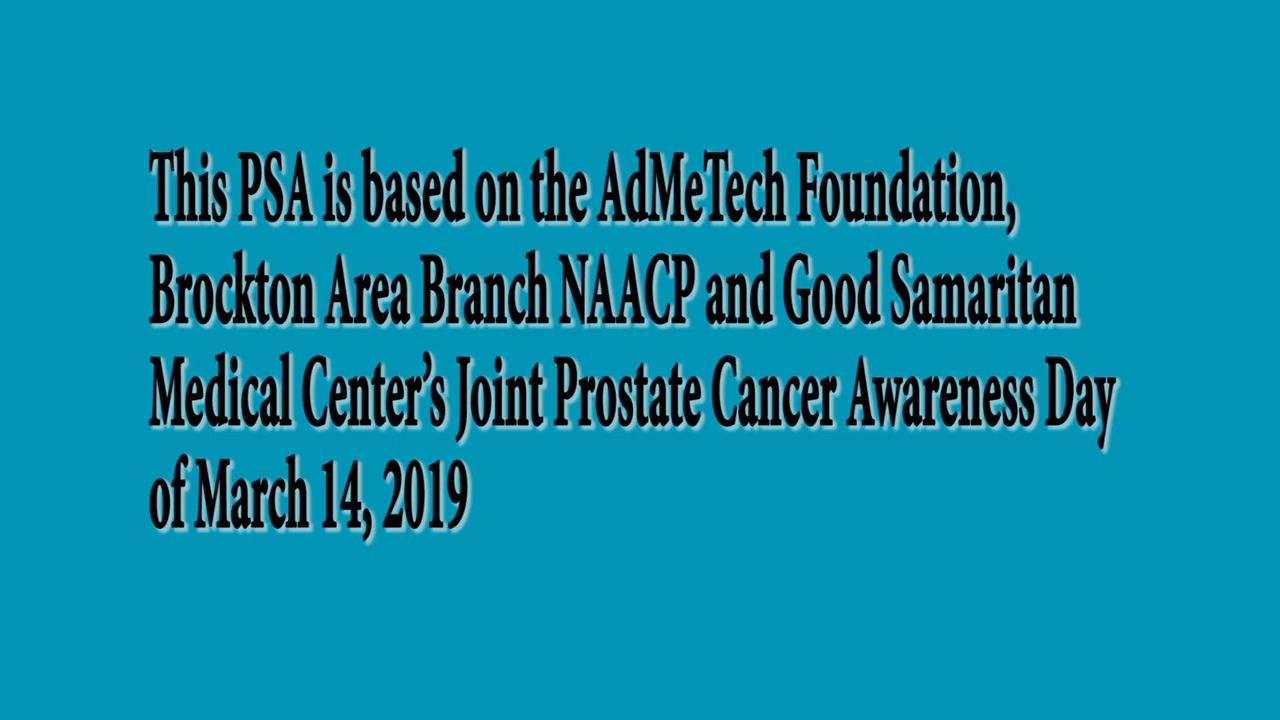 This PSA is based on the AdMeTech Foundation,
Brockton Area Branch NAACP and Good Samaritan
Medical Center’s Joint Prostate Cancer Awareness Day
of March 14, 2019